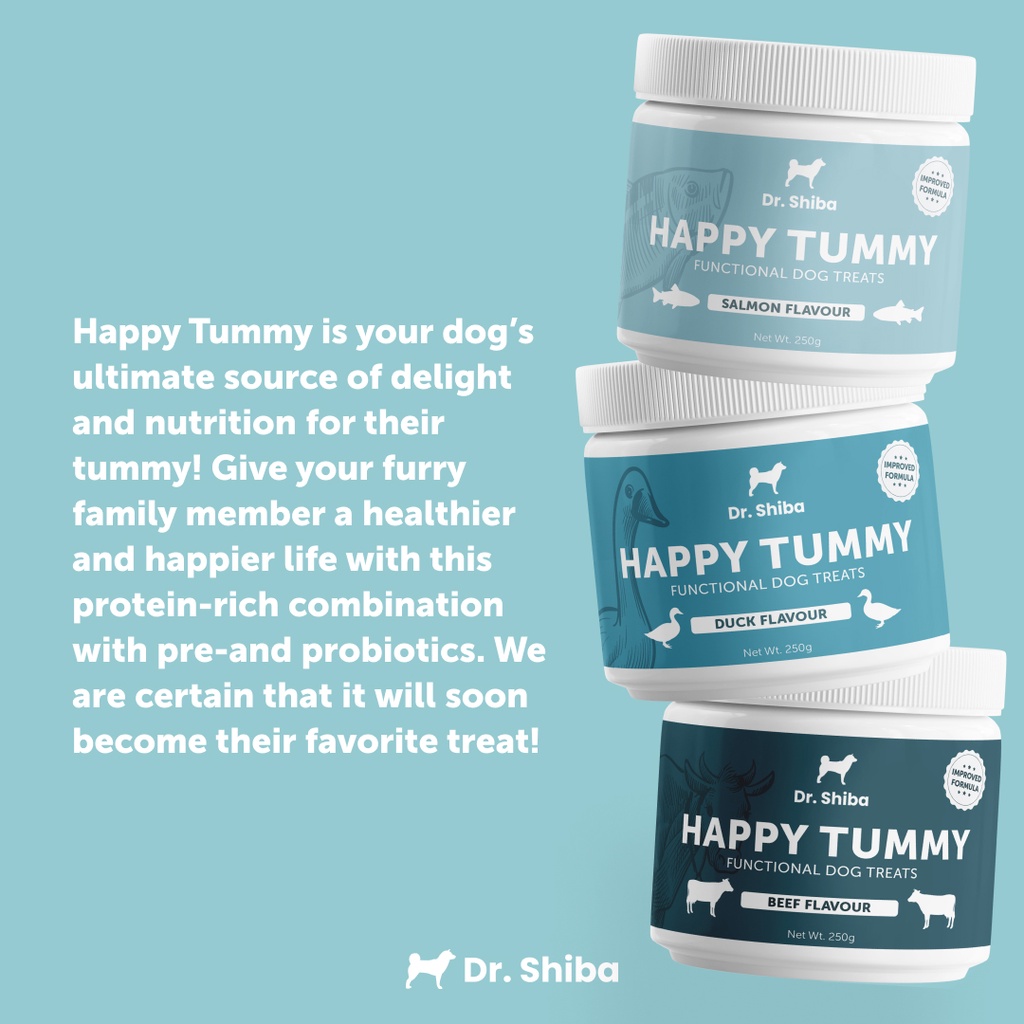 Happy Tummy is your dog’s
ultimate source of delight
and nutrition for their
tummy! Give your furry
family member a healthier
and happier life with this
protein-rich combination
with pre-and probiotics. We
are certain that it will soon
become their favorite treat!
Dr. Shiba
IMPROVED
FORMULA
HAPPY TUMMY
FUNCTIONAL DOG TREATS
SALMON FLAVOUR
Net Wt. 250g
Dr. Shiba
IMPROVED
FORMULA
HAPPY TUMMY
FUNCTIONAL DOG TREATS
DUCK FLAVOUR
Net Wt. 250g
Dr. Shiba
IMPROVED
FORMULA
HAPPY TUMMY
FUNCTIONAL DOG TREATS
BEEF FLAVOUR
Net Wt. 250g
Dr. Shiba